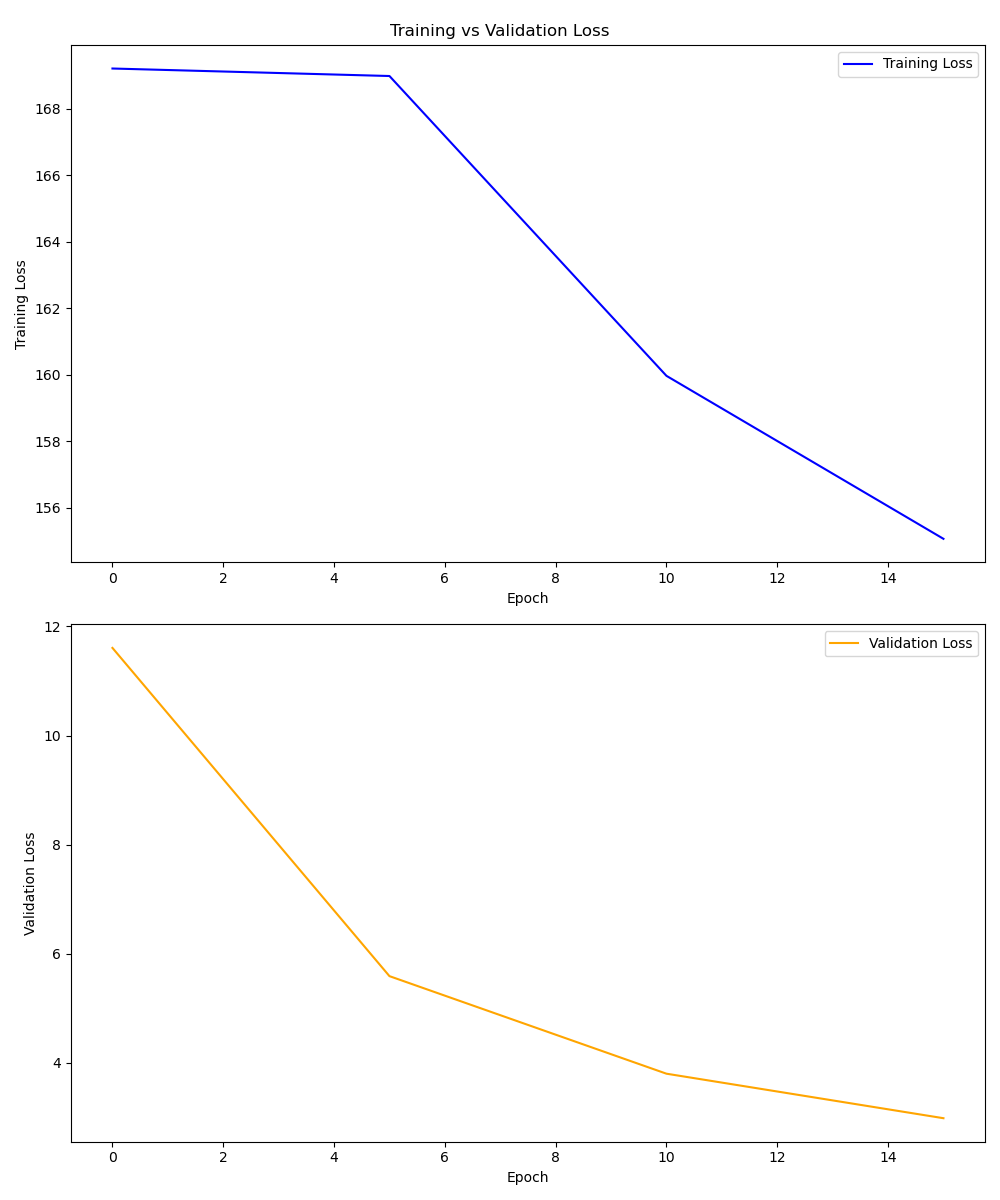 Training vs Validation Loss
Training Loss
168
166
164
162
160
158
156
Training Loss
0 2 4 6 8 10 12 14
Epoch
Validation Loss
12
10
8
6
4
Validation Loss
0 2 4 6 8 10 12 14
Epoch